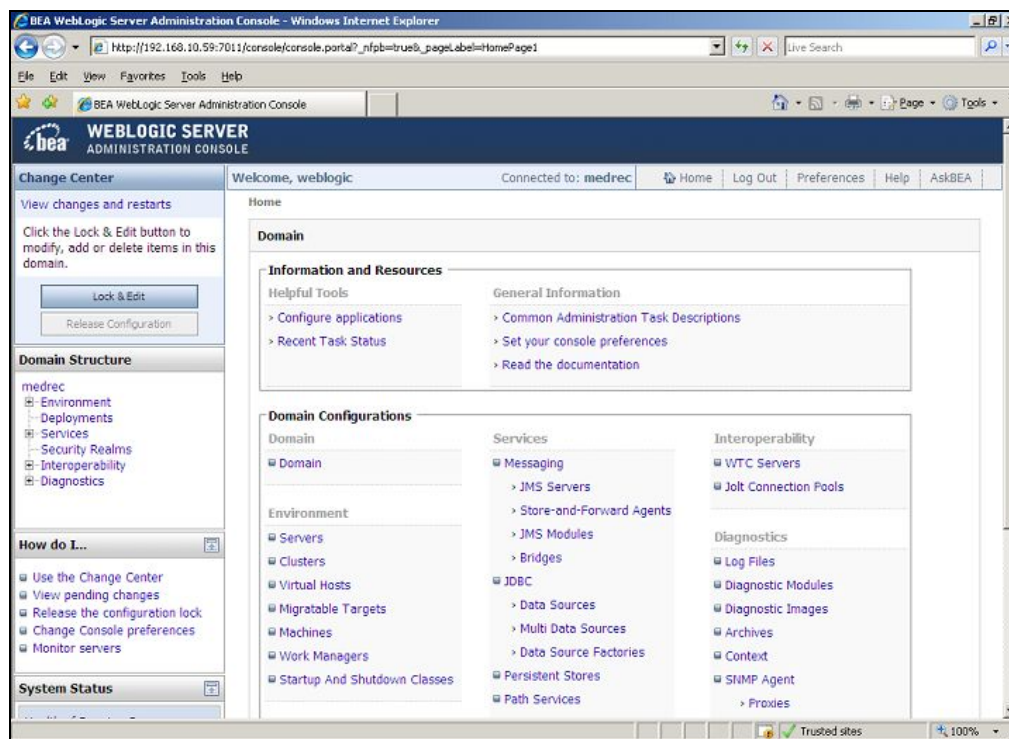 BEA WebLogic Server Administration Console - Windows Internet Explorer
http://192.168.10.59:7011/console/console.portal?_nfpb=true&_pageLabel=HomePage1
Live Search
File Edit View Favorites Tools Help
BEA WebLogic Server Administration Console
Page Tools
bea
WEBLOGIC SERVER
ADMINISTRATION CONSOLE
Change Center
View changes and restarts
Click the Lock & Edit button to
modify, add or delete items in this
domain.
Lock & Edit
Release Configuration
Domain Structure
medrec
Environment
Deployments
Services
Security Realms
Interoperability
Diagnostics
How do I...
Use the Change Center
View pending changes
Release the configuration lock
Change Console preferences
Monitor servers
System Status
Welcome, weblogic
Connected to: medrec
Home Log Out Preferences Help AskBEA
Home
Domain
Information and Resources
Helpful Tools
Configure applications
Recent Task Status
General Information
Common Administration Task Descriptions
Set your console preferences
Read the documentation
Domain Configurations
Domain
Domain
Environment
Servers
Clusters
Virtual Hosts
Migratable Targets
Machines
Work Managers
Startup And Shutdown Classes
Services
Messaging
JMS Servers
Store-and-Forward Agents
JMS Modules
Bridges
JDBC
Data Sources
Multi Data Sources
Data Source Factories
Persistent Stores
Path Services
Interoperability
WTC Servers
Jolt Connection Pools
Diagnostics
Log Files
Diagnostic Modules
Diagnostic Images
Archives
Context
SNMP Agent
Proxies
Trusted sites
100%